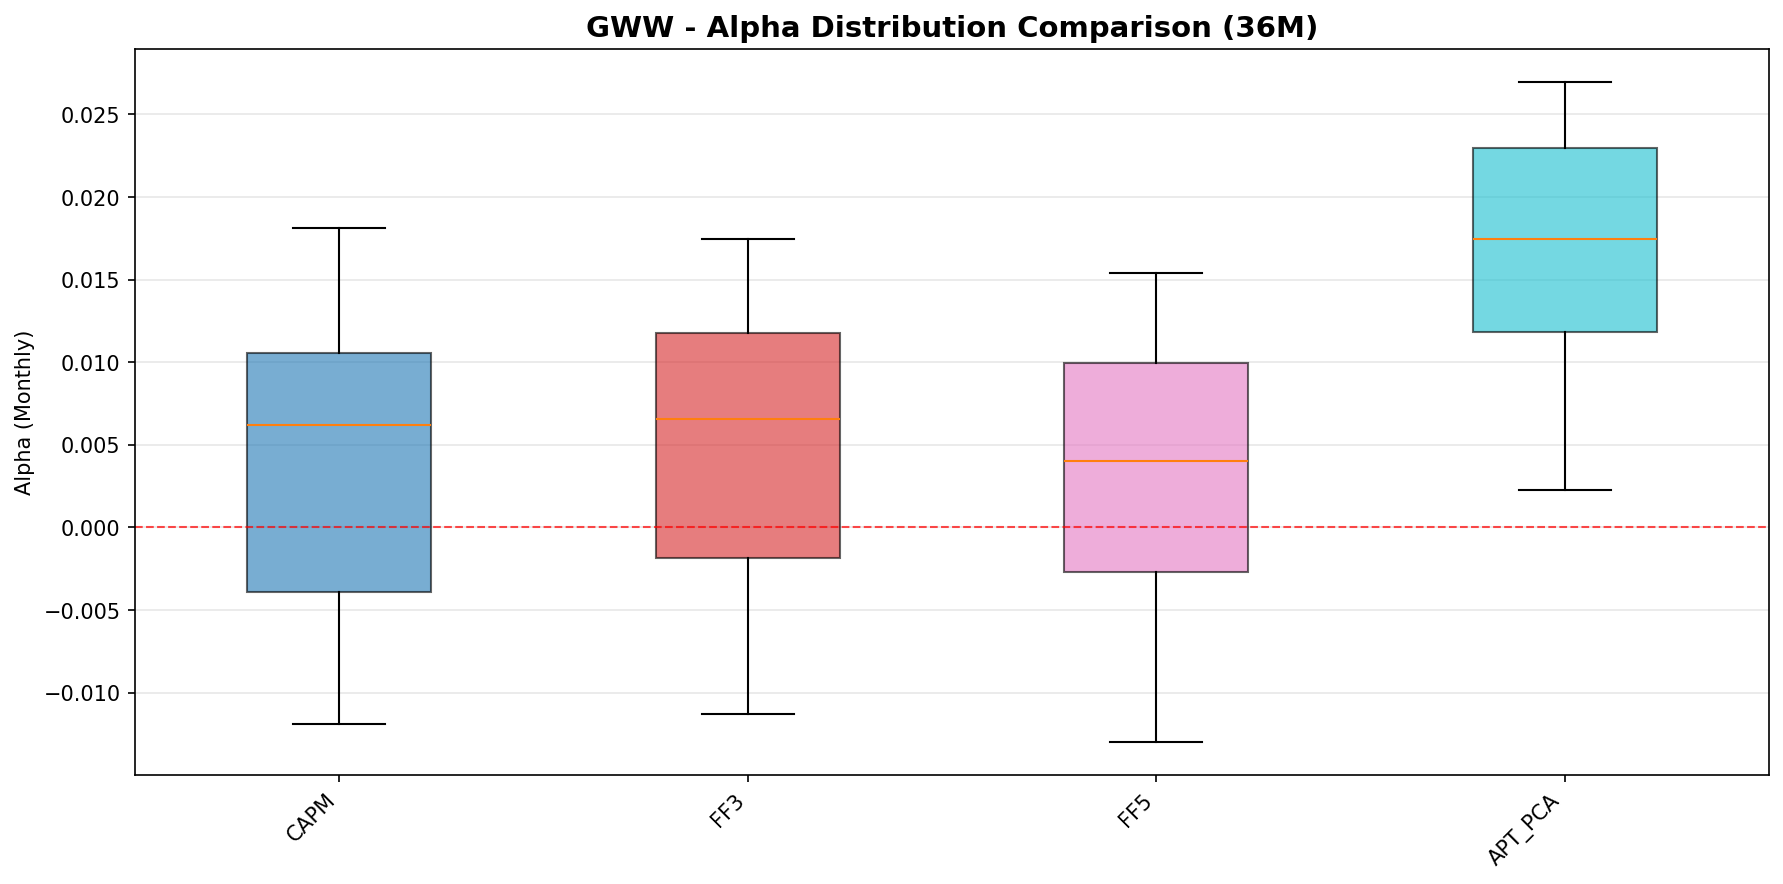 GWW - Alpha Distribution Comparison (36M)
Alpha (Monthly)
0.025
0.020
0.015
0.010
0.005
0.000
−0.005
−0.010
CAPM
FF3
FF5
APT_PCA